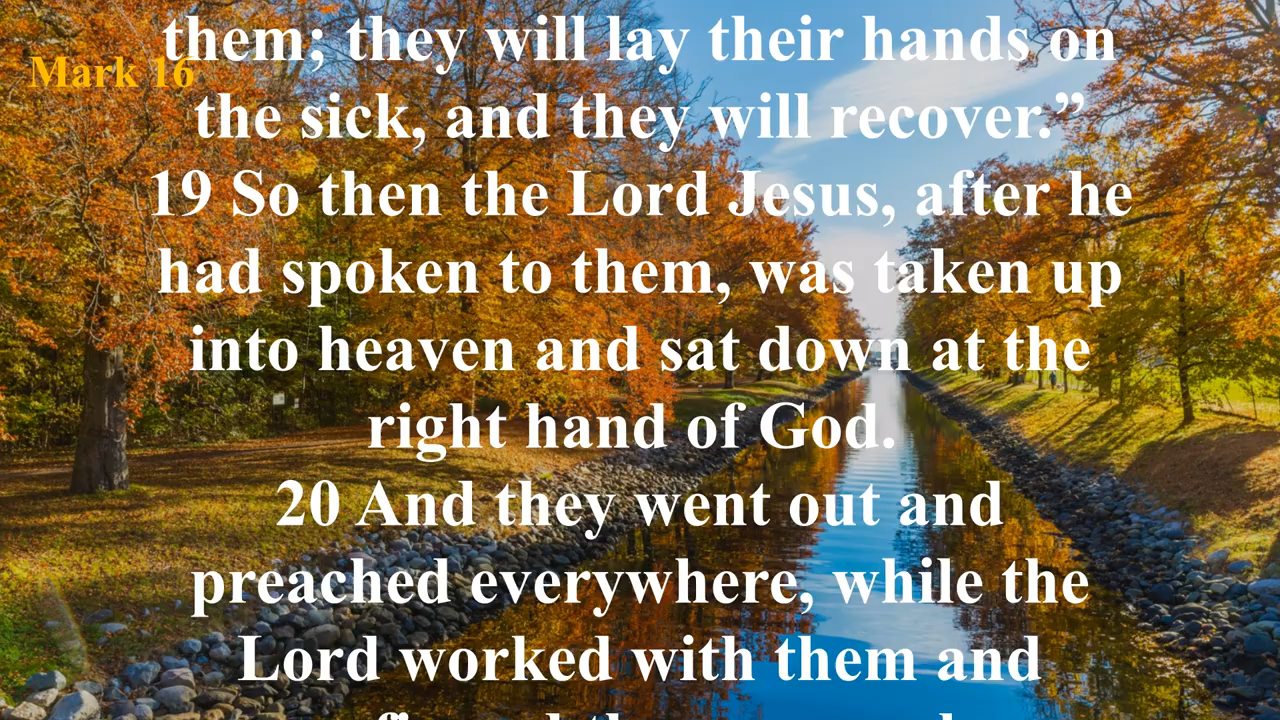 them; they will lay their hands on
Mark 16
the sick, and they will recover.”
19 So then the Lord Jesus, after he
had spoken to them, was taken up
into heaven and sat down at the
right hand of God.
20 And they went out and
preached everywhere, while the
Lord worked with them and